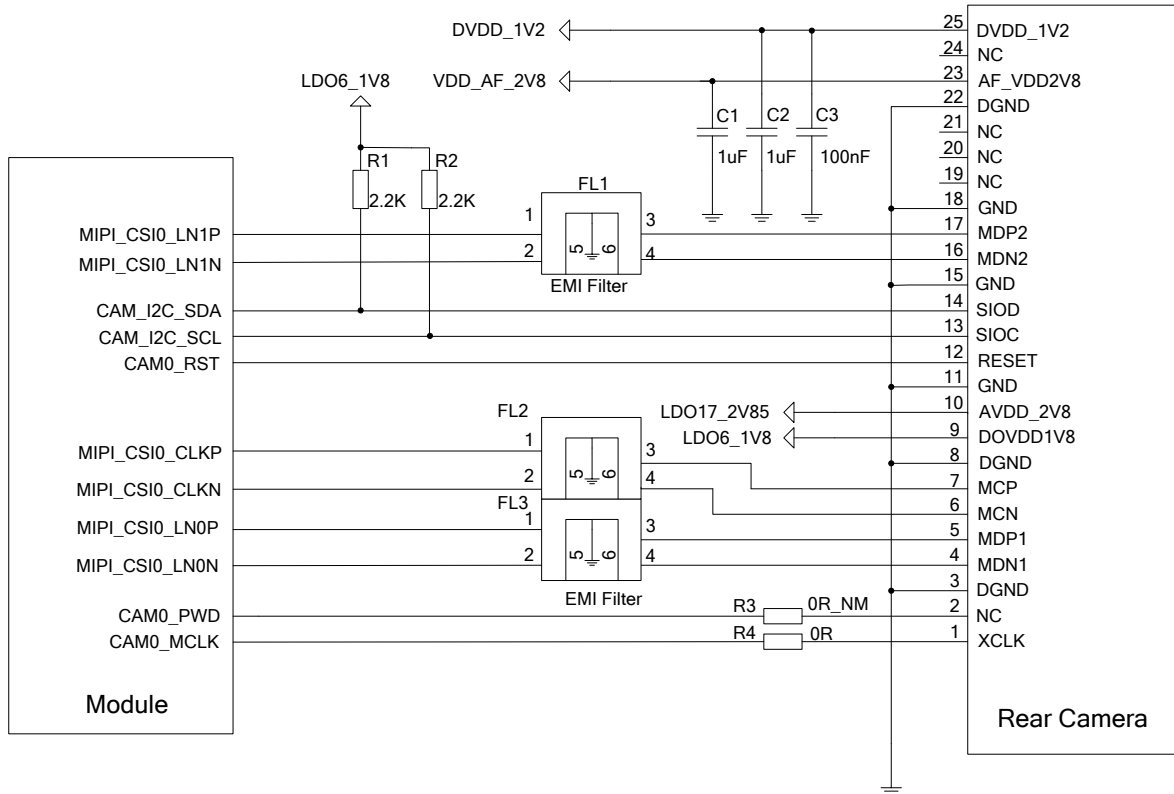 DVDD_1V2
25
DVDD_1V2
24
NC
LDO6_1V8
VDD_AF_2V8
23
AF_VDD2V8
22
DGND
C1
C2
C3
21
NC
1uF
1uF
100nF
20
NC
R1
R2
19
NC
2.2K
2.2K
FL1
18
GND
MIPI_CSI0_LN1P
1
3
17
MDP2
MIPI_CSI0_LN1N
2
5
6
4
16
MDN2
EMI Filter
15
GND
CAM_I2C_SDA
14
SIOD
CAM_I2C_SCL
13
SIOC
CAM0_RST
12
RESET
11
GND
FL2
LDO17_2V85
10
AVDD_2V8
LDO6_1V8
9
DOVDD1V8
MIPI_CSI0_CLKP
1
3
8
DGND
5
6
7
MCP
MIPI_CSI0_CLKN
2
4
6
MCN
FL3
MIPI_CSI0_LN0P
1
3
5
MDP1
MIPI_CSI0_LN0N
2
5
6
4
4
MDN1
EMI Filter
3
DGND
CAM0_PWD
R3
0R_NM
2
NC
CAM0_MCLK
R4
0R
1
XCLK
Module
Rear Camera